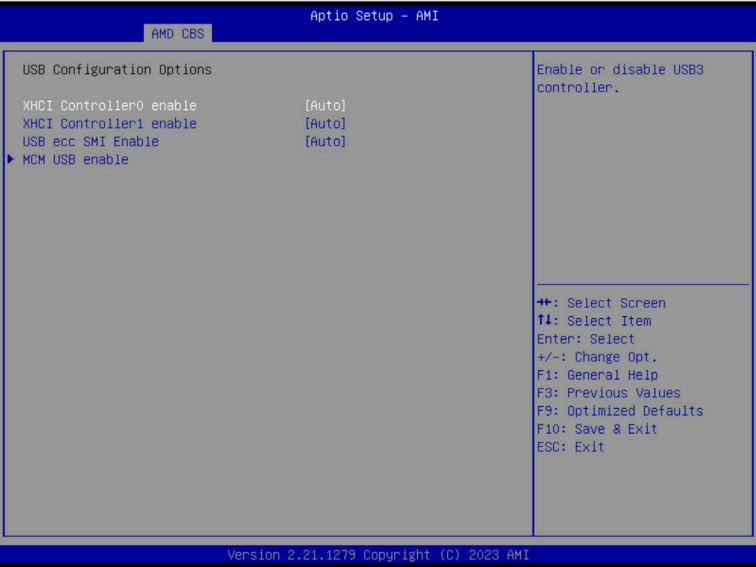 Aptio Setup - AMI
AMD CBS
USB Configuration Options
XHCI Controller0 enable [Auto]
XHCI Controller1 enable [Auto]
USB ecc SMI Enable [Auto]
MCM USB enable
Enable or disable USB3
controller.
→←: Select Screen
↑↓: Select Item
Enter: Select
+/-: Change Opt.
F1: General Help
F3: Previous Values
F9: Optimized Defaults
F10: Save & Exit
ESC: Exit
Version 2.21.1279 Copyright (C) 2023 AMI